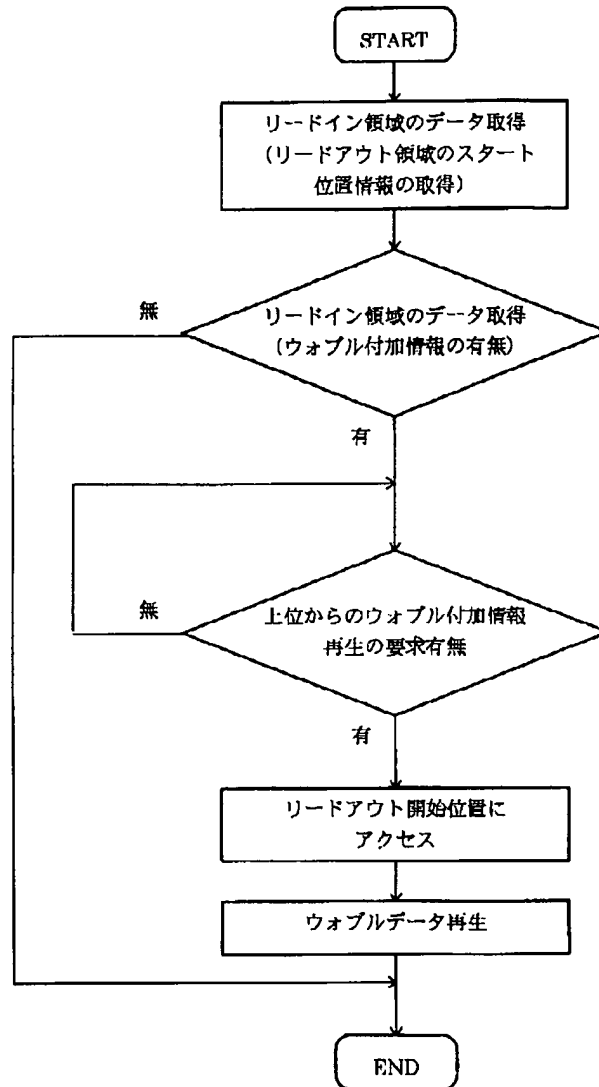 START
リードイン領域のデータ取得
（リードアウト領域のスタート
位置情報の取得）
リードイン領域のデータ取得
（ウォブル付加情報の有無）
無
有
上位からのウォブル付加情報
再生の要求有無
無
有
リードアウト開始位置に
アクセス
ウォブルデータ再生
END